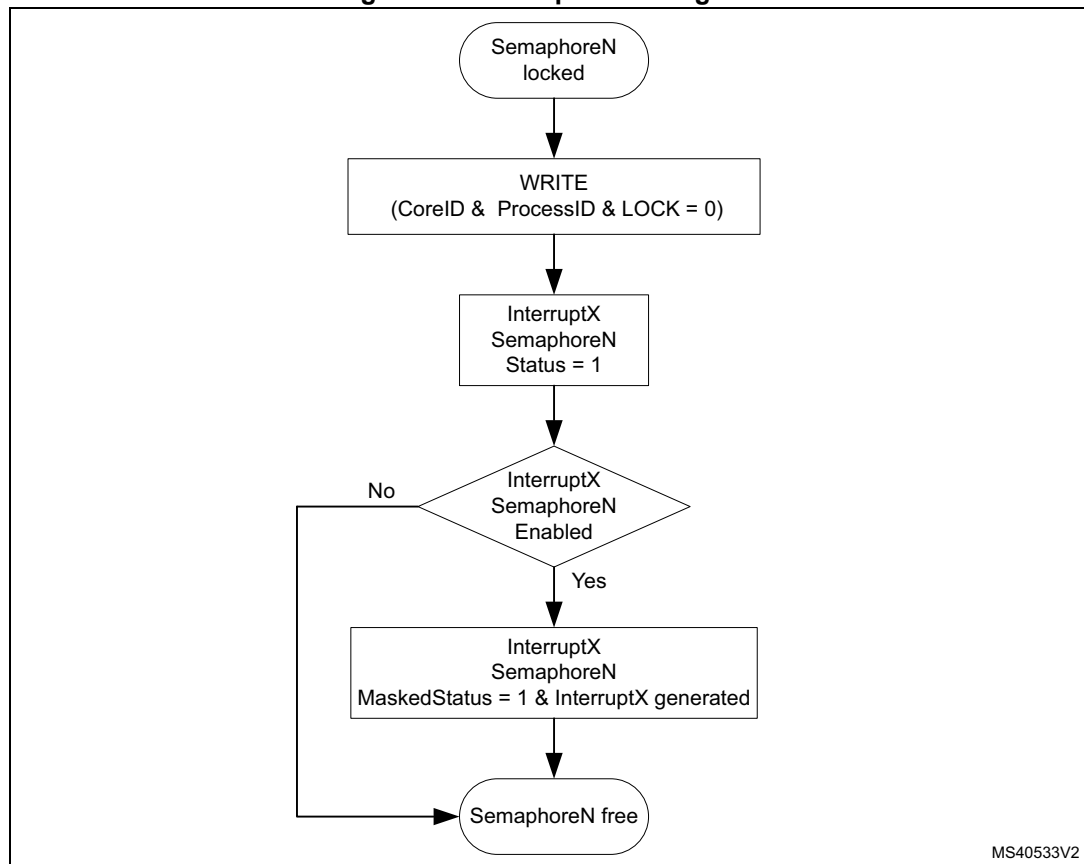 SemaphoreN
locked
WRITE
(CoreID & ProcessID & LOCK = 0)
InterruptX
SemaphoreN
Status = 1
InterruptX
SemaphoreN
Enabled
No
Yes
InterruptX
SemaphoreN
MaskedStatus = 1 & InterruptX generated
SemaphoreN free
MS40533V2